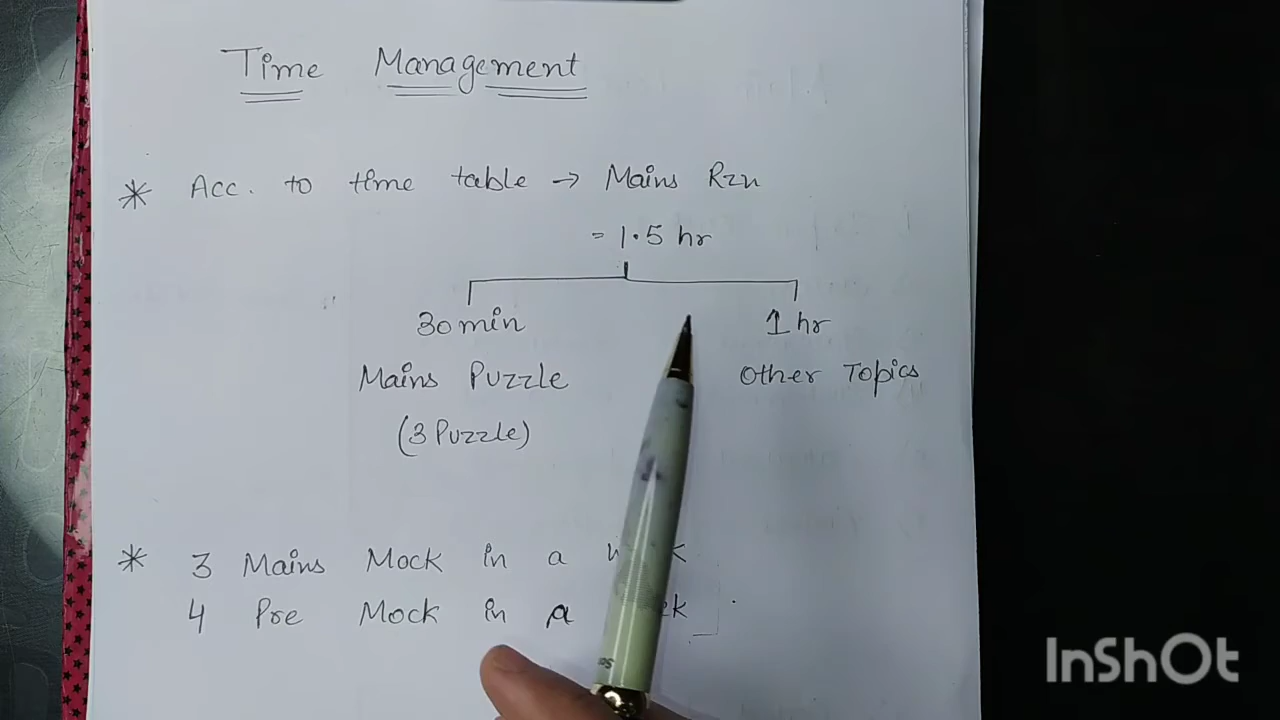 Time Management
* Acc. to time table → Mains Rzn
= 1.5 hr
30 min 1 hr
Mains Puzzle Other Topics
(3 Puzzle)
* 3 Mains Mock in a
4 Pre Mock in a
InShOt